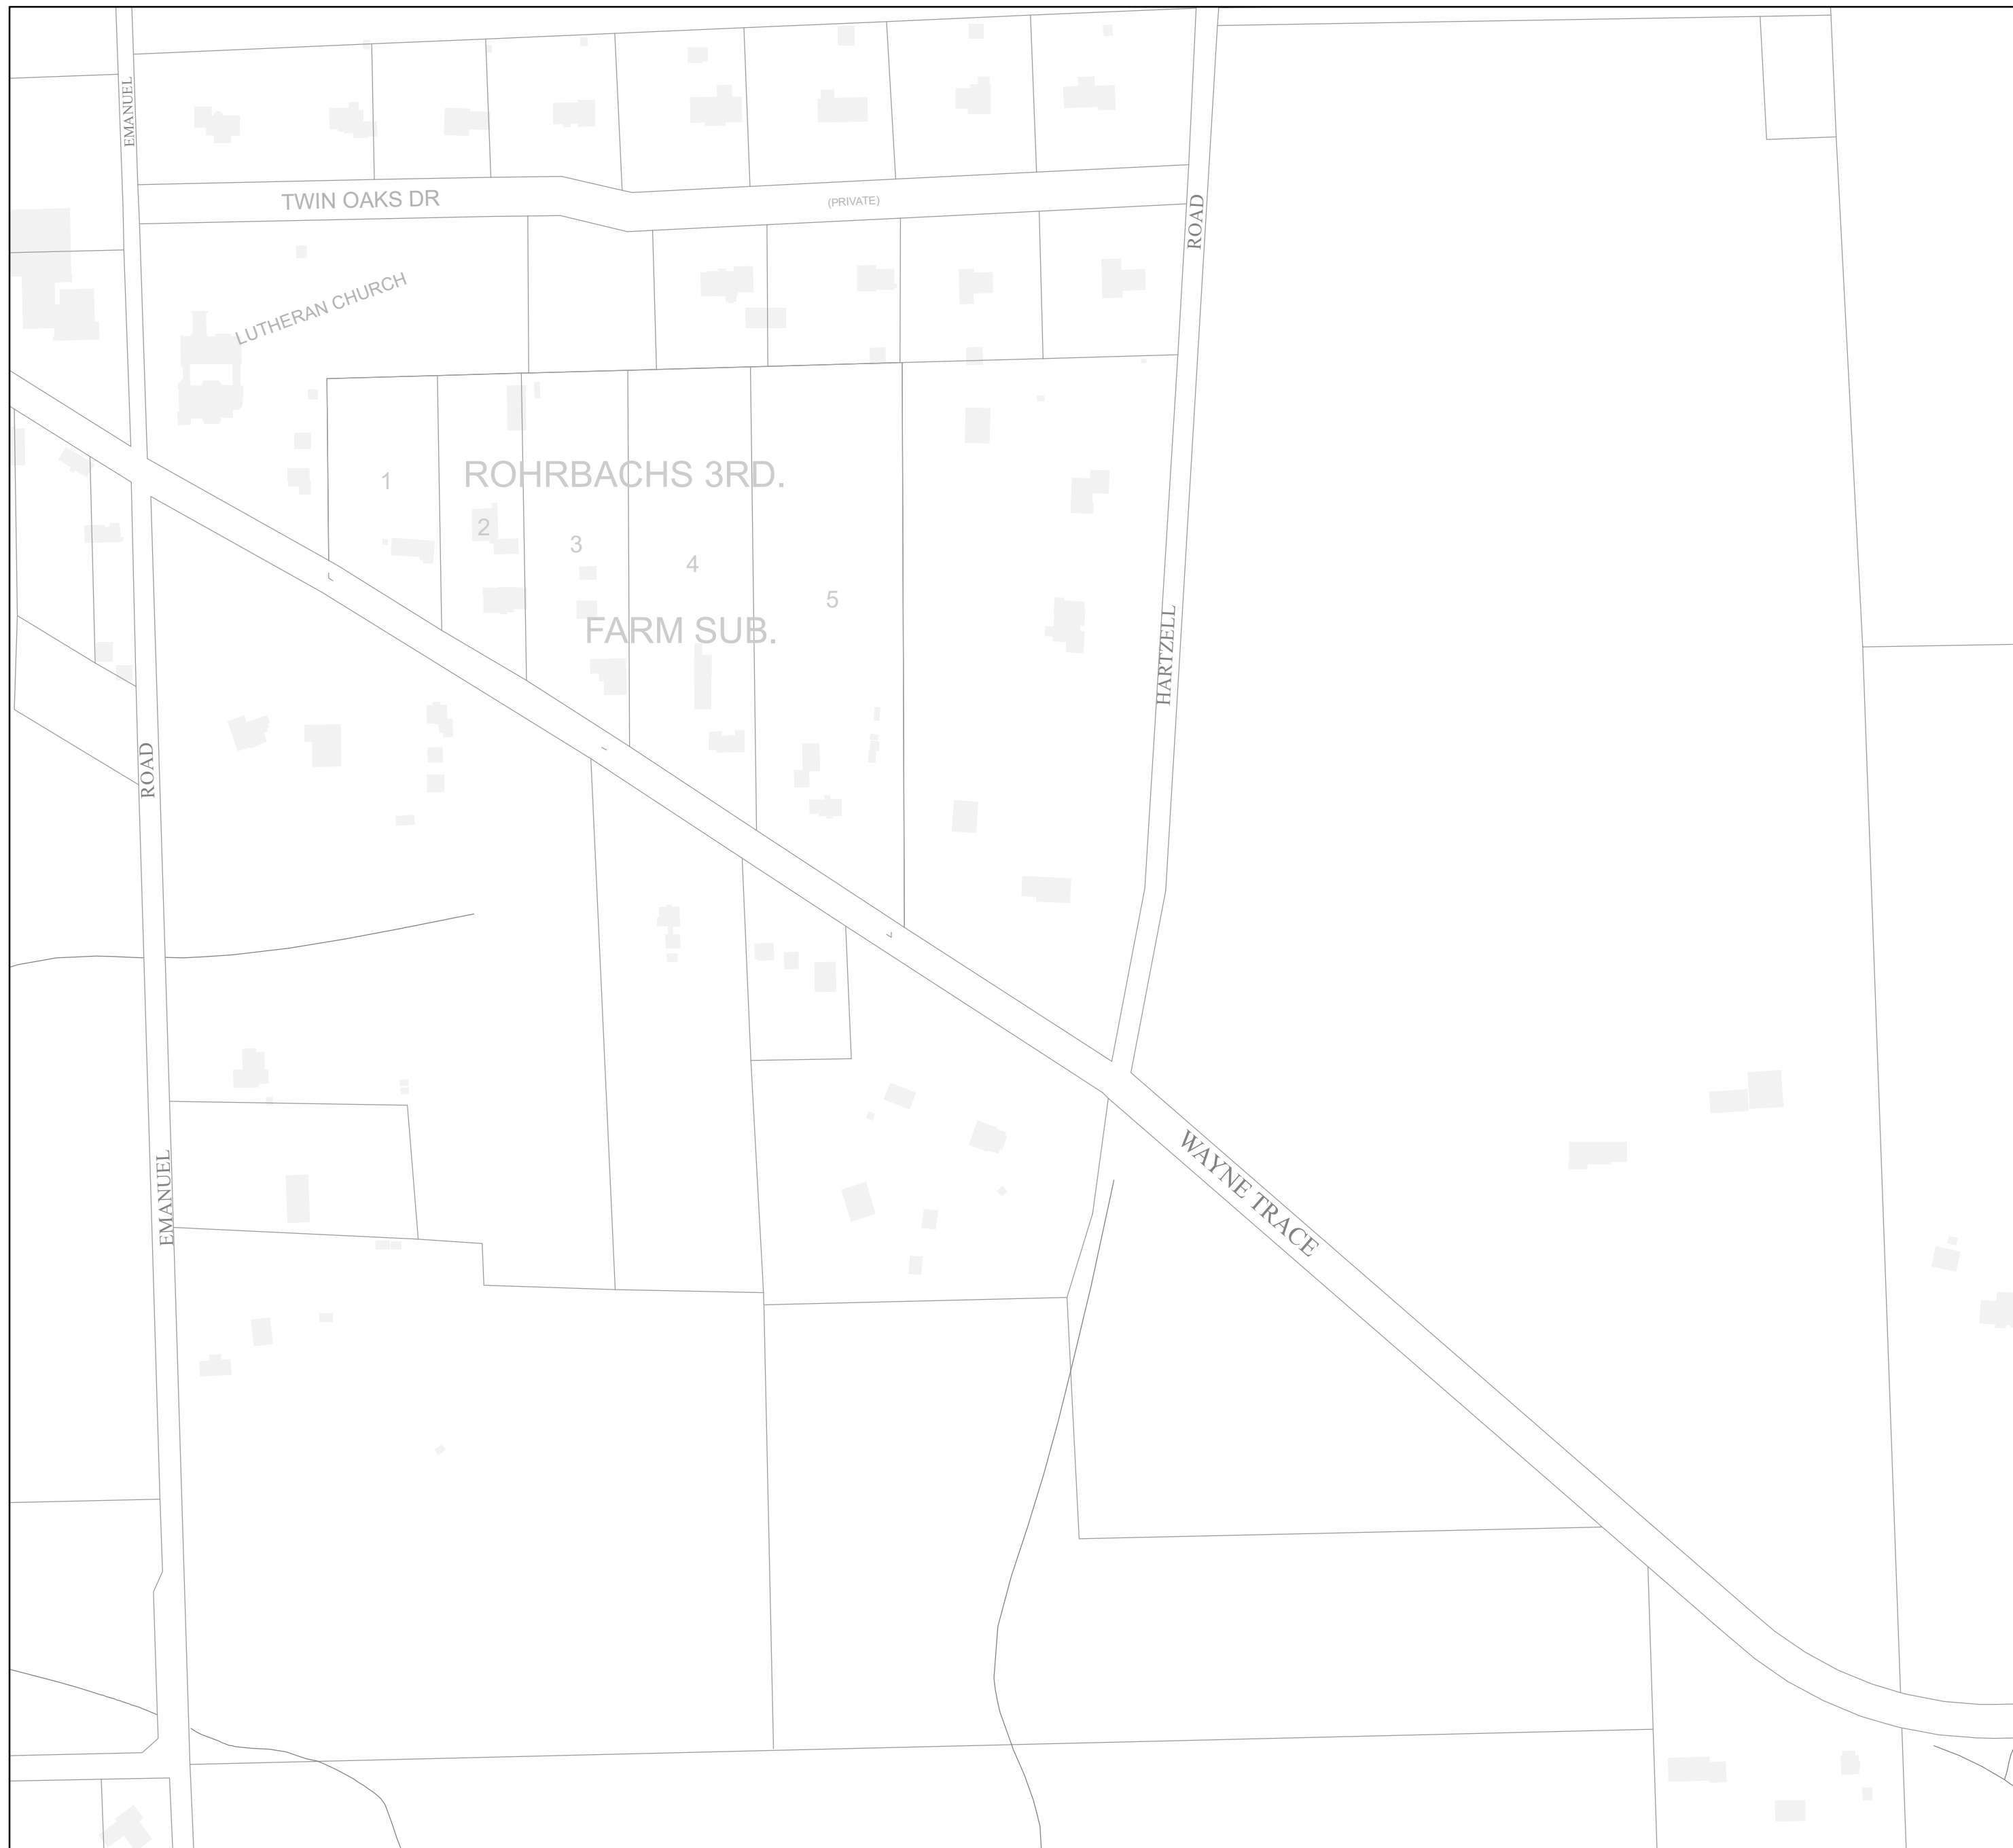 EMANUEL
TWIN OAKS DR
(PRIVATE)
ROAD
LUTHERAN CHURCH
ROHRBACHS 3RD.
1
2
3
4
5
FARM SUB.
HARTZELL
ROAD
EMANUEL
WAYNE TRACE